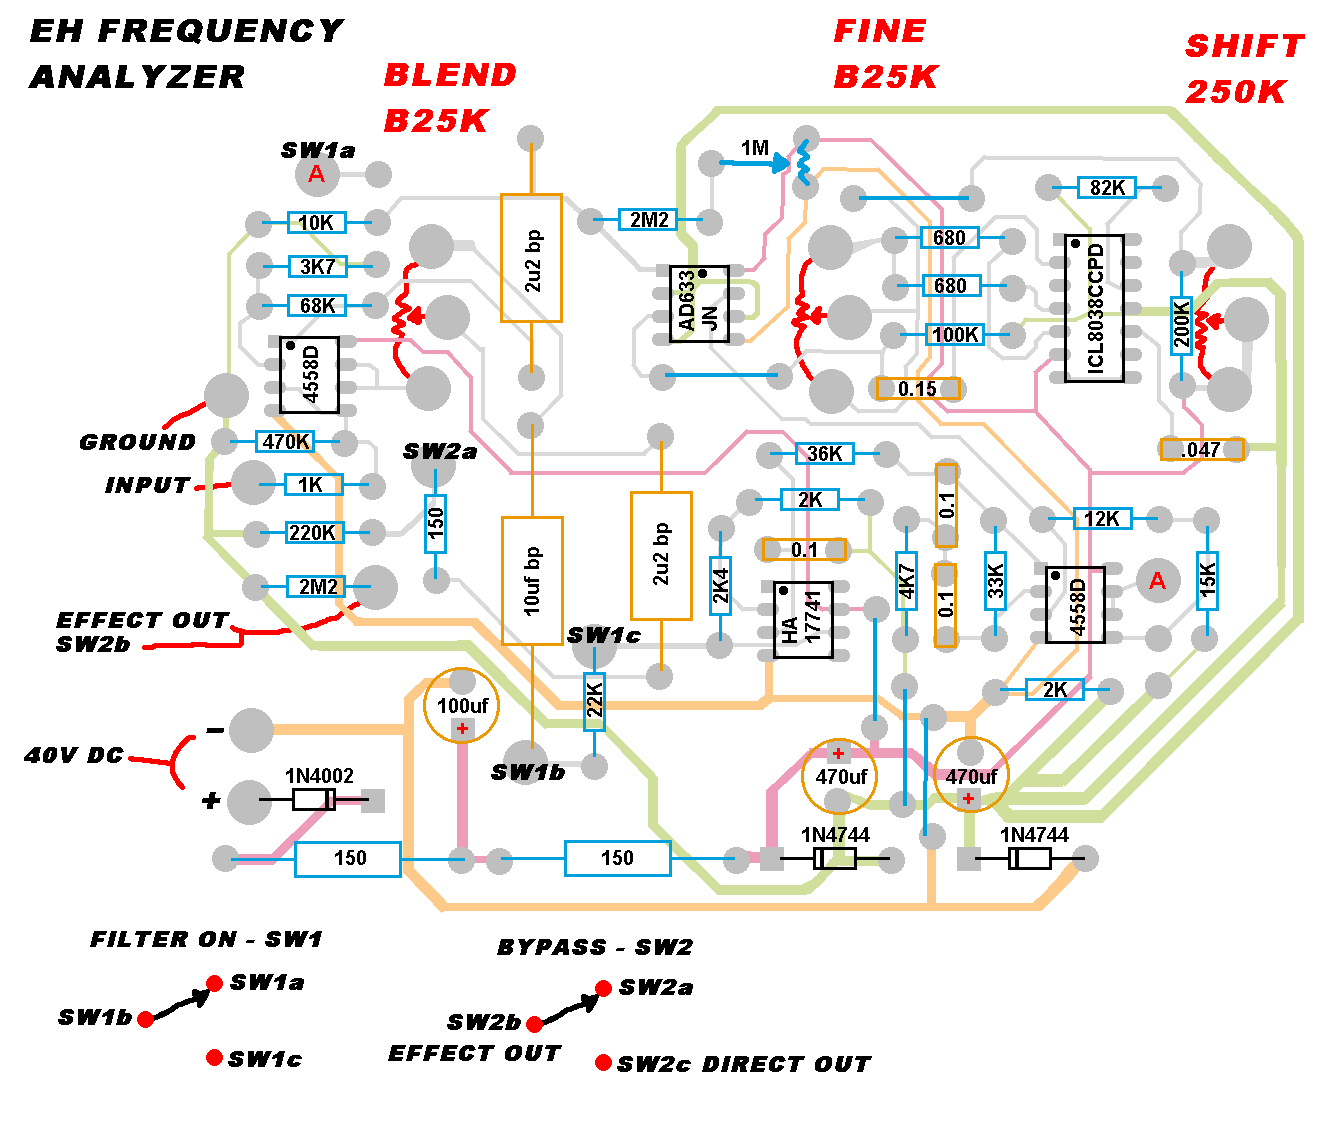 EH FREQUENCY
ANALYZER
BLEND
B25K
FINE
B25K
SHIFT
250K
SW1a
A
1M
82K
10K
2u2 bp
2M2
680
3K7
AD633
JN
ICL8038CCPD
68K
680
200K
100K
4558D
0.15
GROUND
470K
SW2a
36K
.047
INPUT
1K
2K
0.1
220K
150
12K
10uf bp
2u2 bp
0.1
2M2
2K4
HA
17741
4K7
0.1
33K
4558D
A
15K
EFFECT OUT
SW2b
SW1c
22K
2K
100uf
+
–
40V DC
+
1N4002
SW1b
+
470uf
470uf
+
1N4744
1N4744
150
150
FILTER ON - SW1
BYPASS - SW2
SW1a
SW2a
SW1b
SW2b
EFFECT OUT
SW1c
SW2c DIRECT OUT